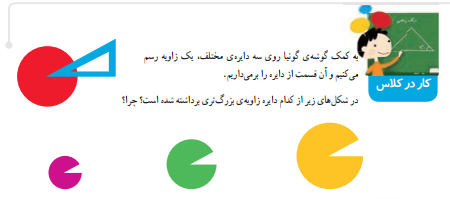 به کمک گوشه‌ی گونیا روی سه دایره‌ی مختلف، یک زاویه رسم
می‌کنیم و آن قسمت از دایره را برمی‌داریم.
کار در کلاس
در شکل‌های زیر از کدام دایره زاویه‌ی بزرگ‌تری برداشته شده است؟ چرا؟